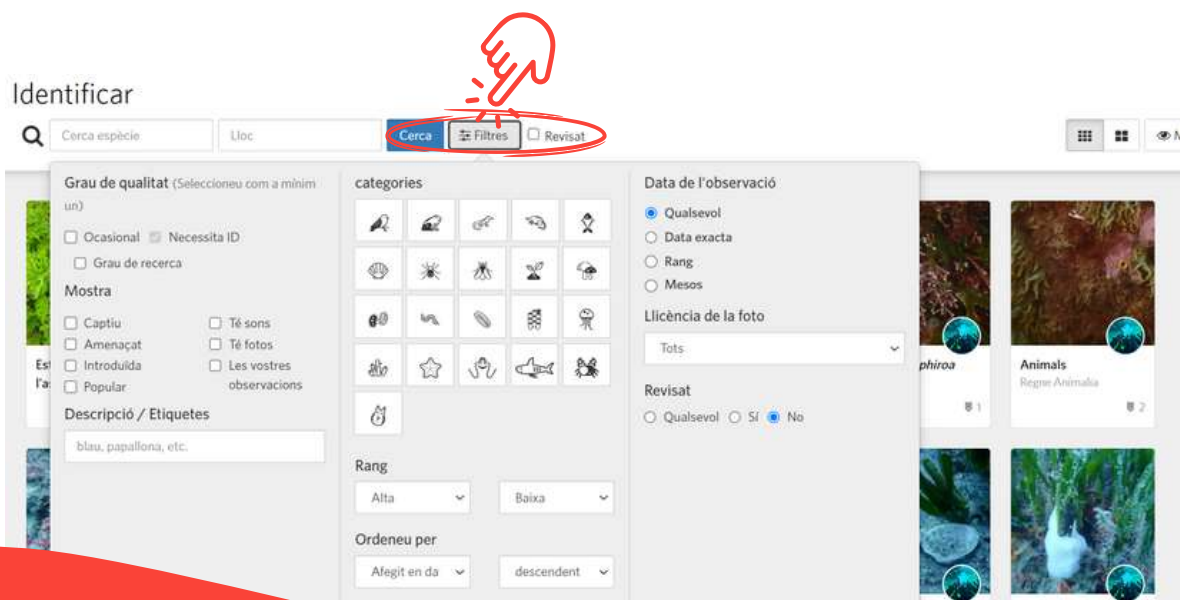 Identificar
Cerca espècie
Lloc
Cerca
Filtres
Revisat
Grau de qualitat (Seleccioneu com a mínim
un)
Ocasional
Necessita ID
Grau de recerca
Mostra
Captiu
Té sons
Amenaçat
Té fotos
Introduïda
Les vostres
observacions
Popular
Descripció / Etiquetes
blau, papallona, etc.
categories
Rang
Alta
Baixa
Ordeneu per
Afegit en da
descendent
Data de l'observació
Qualsevol
Data exacta
Rang
Mesos
Llicència de la foto
Tots
Revisat
Qualsevol
Sí
No
phiroa
1
Animals
Regne Animalia
2